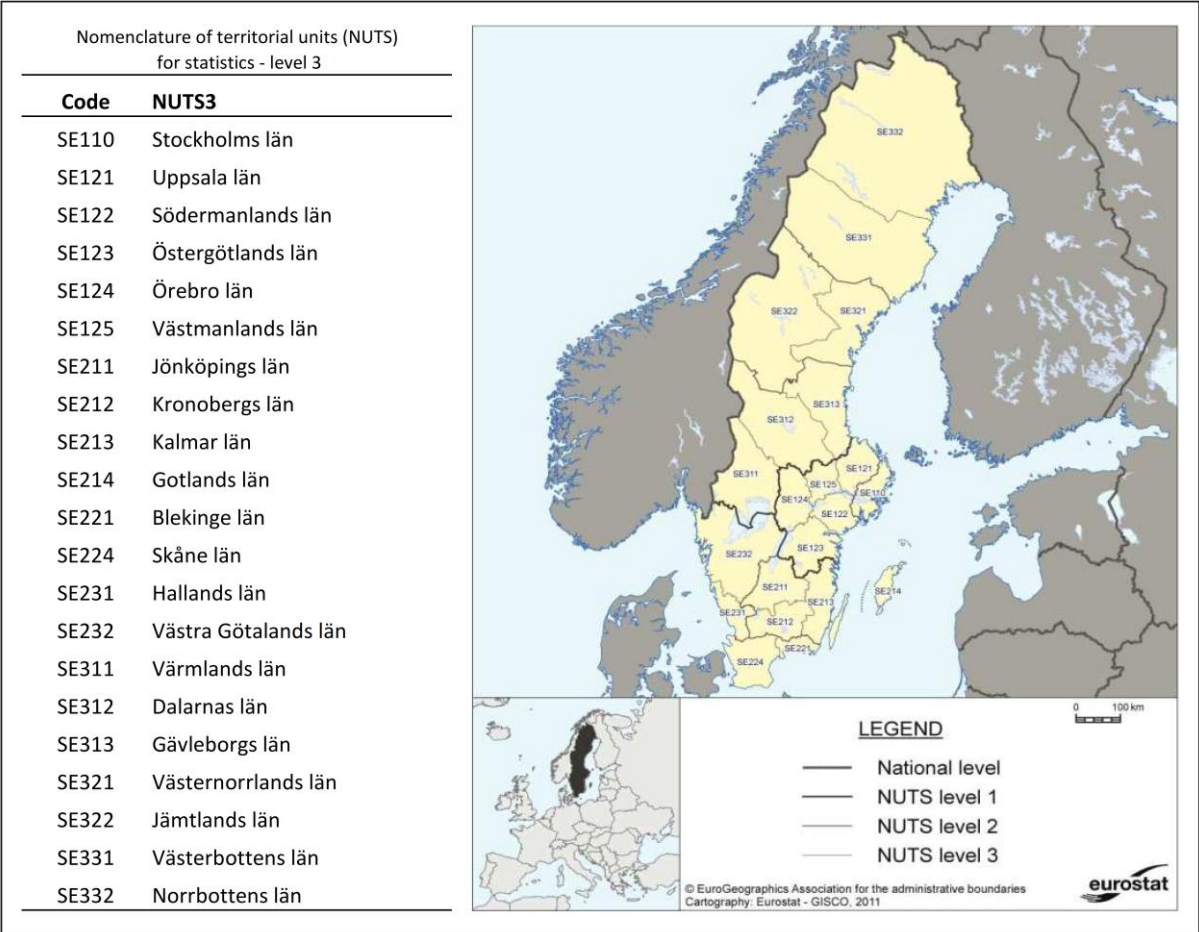 Nomenclature of territorial units (NUTS)
for statistics - level 3
Code NUTS3
SE110 Stockholms län
SE121 Uppsala län
SE122 Södermanlands län
SE123 Östergötlands län
SE124 Örebro län
SE125 Västmanlands län
SE211 Jönköpings län
SE212 Kronobergs län
SE213 Kalmar län
SE214 Gotlands län
SE221 Blekinge län
SE224 Skåne län
SE231 Hallands län
SE232 Västra Götalands län
SE311 Värmlands län
SE312 Dalarnas län
SE313 Gävleborgs län
SE321 Västernorrlands län
SE322 Jämtlands län
SE331 Västerbottens län
SE332 Norrbottens län
SE332
SE331
SE322
SE321
SE313
SE312
SE311
SE121
SE125
SE110
SE124
SE122
SE123
SE232
SE211
SE214
SE213
SE231
SE212
SE221
SE224
0 100 km
LEGEND
National level
NUTS level 1
NUTS level 2
NUTS level 3
© EuroGeographics Association for the administrative boundaries
Cartography: Eurostat - GISCO, 2011
eurostat